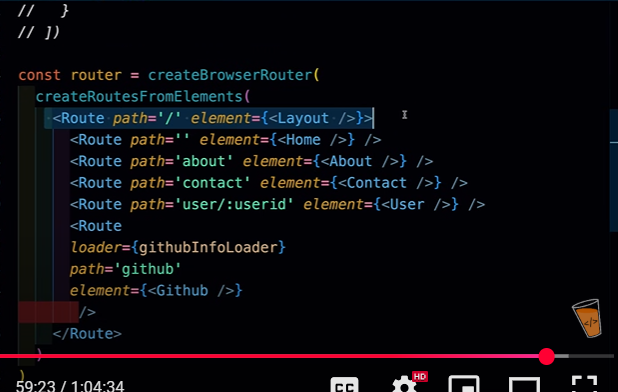 //   }
// ])
const router = createBrowserRouter(
createRoutesFromElements(
<Route path='/' element={<Layout />}>
<Route path='' element={<Home />} />
<Route path='about' element={<About />} />
<Route path='contact' element={<Contact />} />
<Route path='user/:userid' element={<User />} />
<Route
loader={githubInfoLoader}
path='github'
element={<Github />}
/>
</Route>
)
)
</>
59:23 / 1:04:34 CC HD